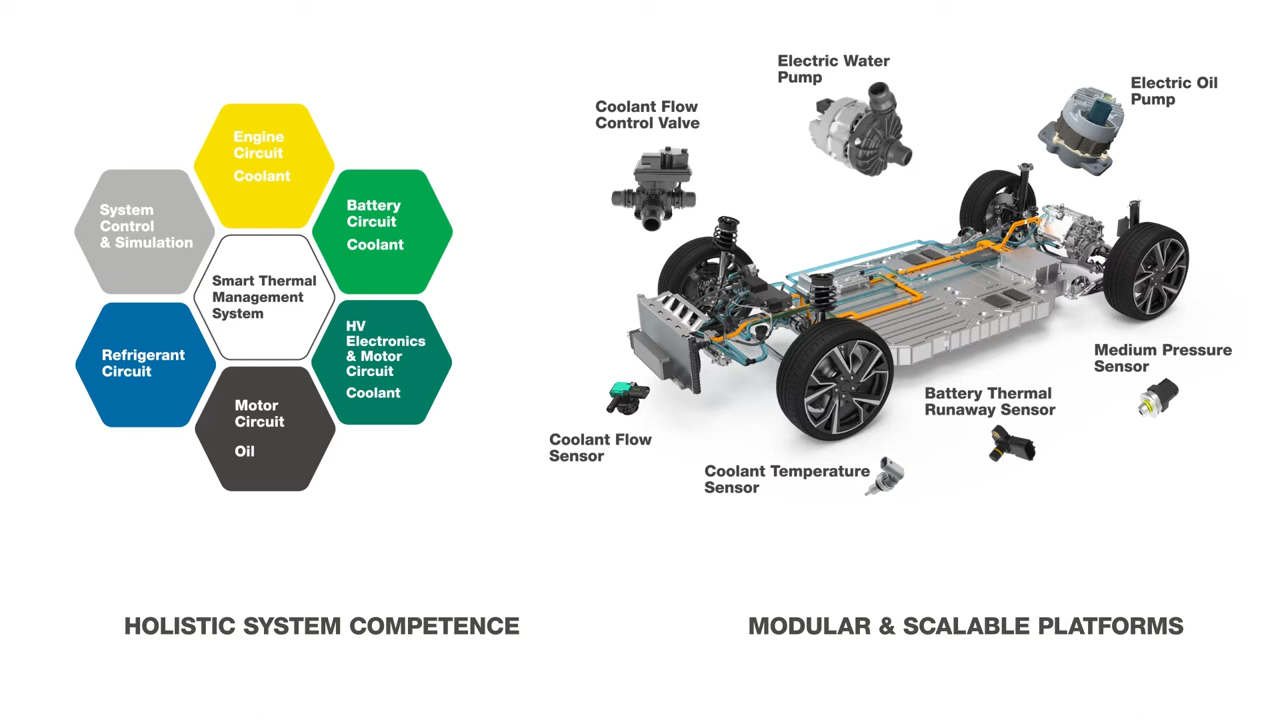 Engine
Circuit
Coolant
System
Control
& Simulation
Battery
Circuit
Coolant
Smart Thermal
Management
System
Refrigerant
Circuit
HV
Electronics
& Motor
Circuit
Coolant
Motor
Circuit
Oil
HOLISTIC SYSTEM COMPETENCE
Electric Water
Pump
Electric Oil
Pump
Coolant Flow
Control Valve
Medium Pressure
Sensor
Battery Thermal
Runaway Sensor
Coolant Flow
Sensor
Coolant Temperature
Sensor
MODULAR & SCALABLE PLATFORMS